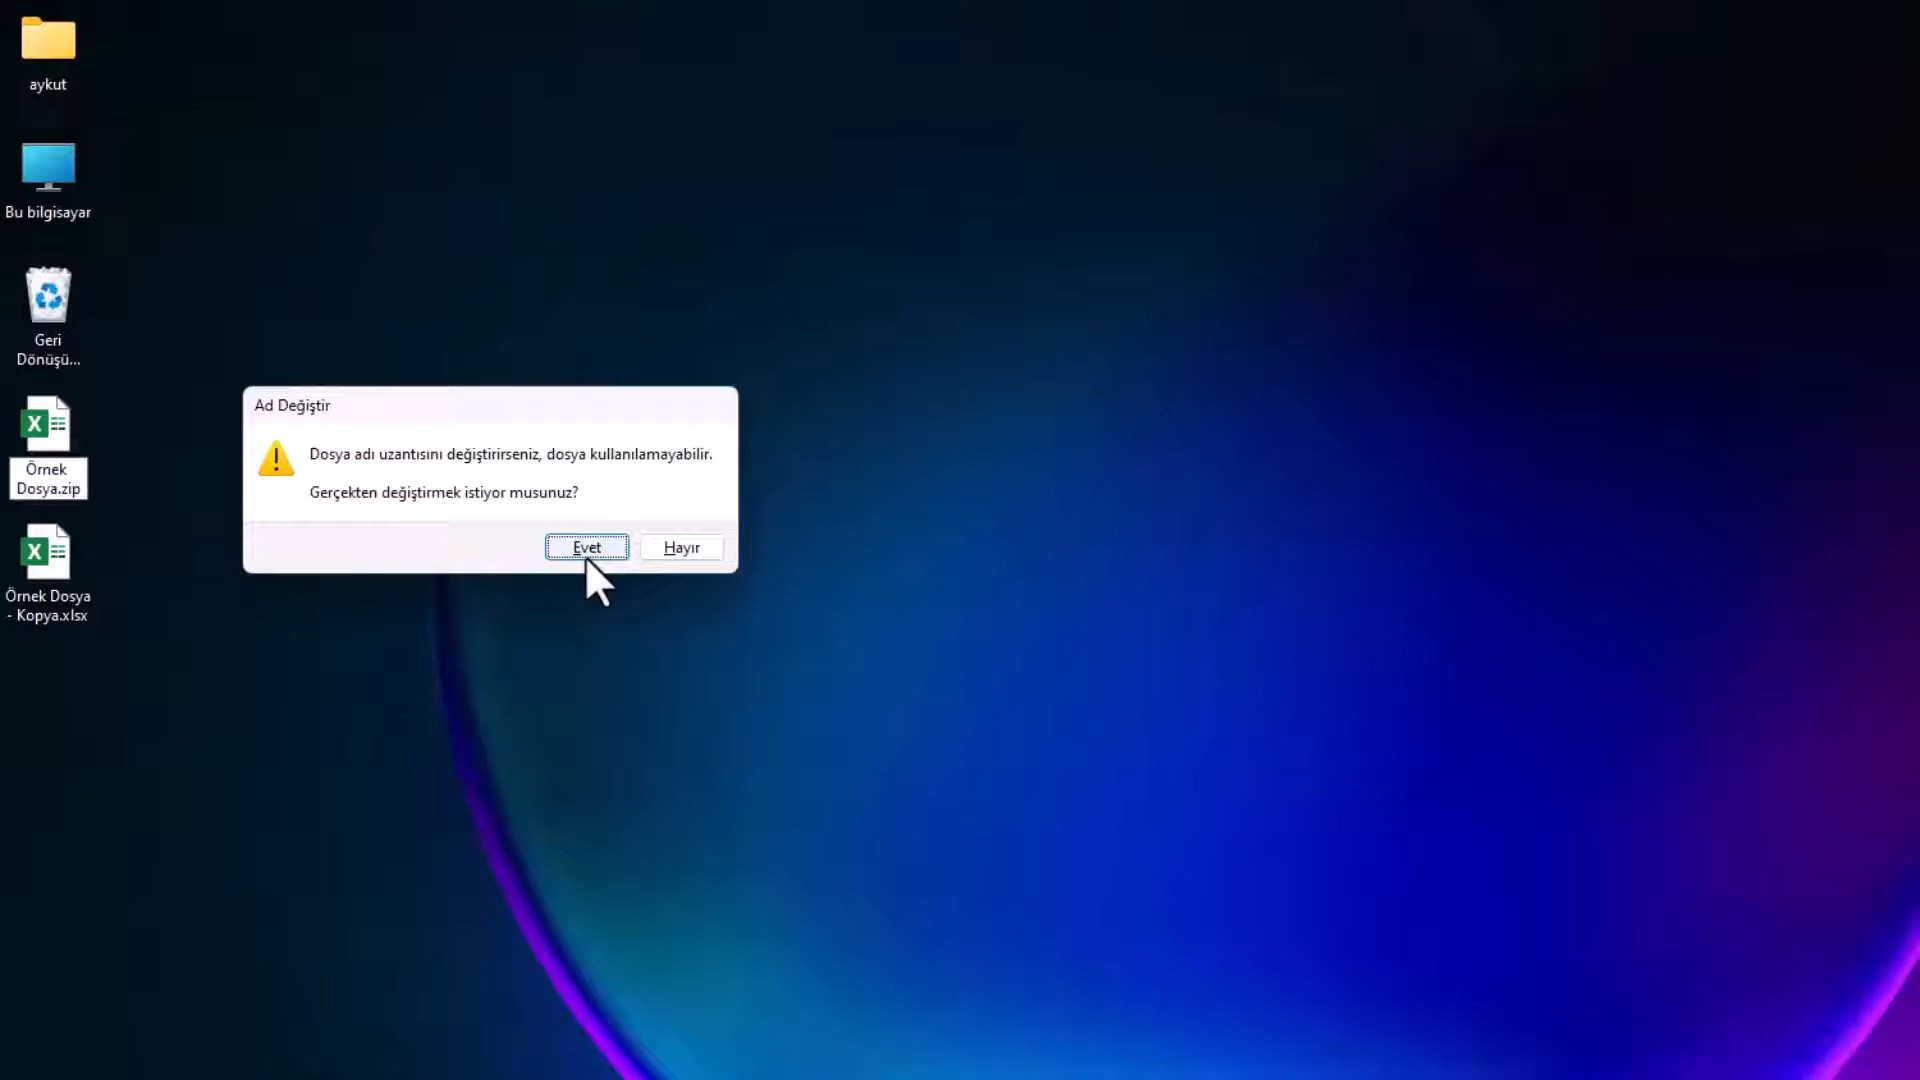 aykut
Bu bilgisayar
Geri
Dönüşü...
Örnek
Dosya.zip
Örnek Dosya
- Kopya.xlsx
Ad Değiştir
Dosya adı uzantısını değiştirirseniz, dosya kullanılamayabilir.
Gerçekten değiştirmek istiyor musunuz?
Evet
Hayır